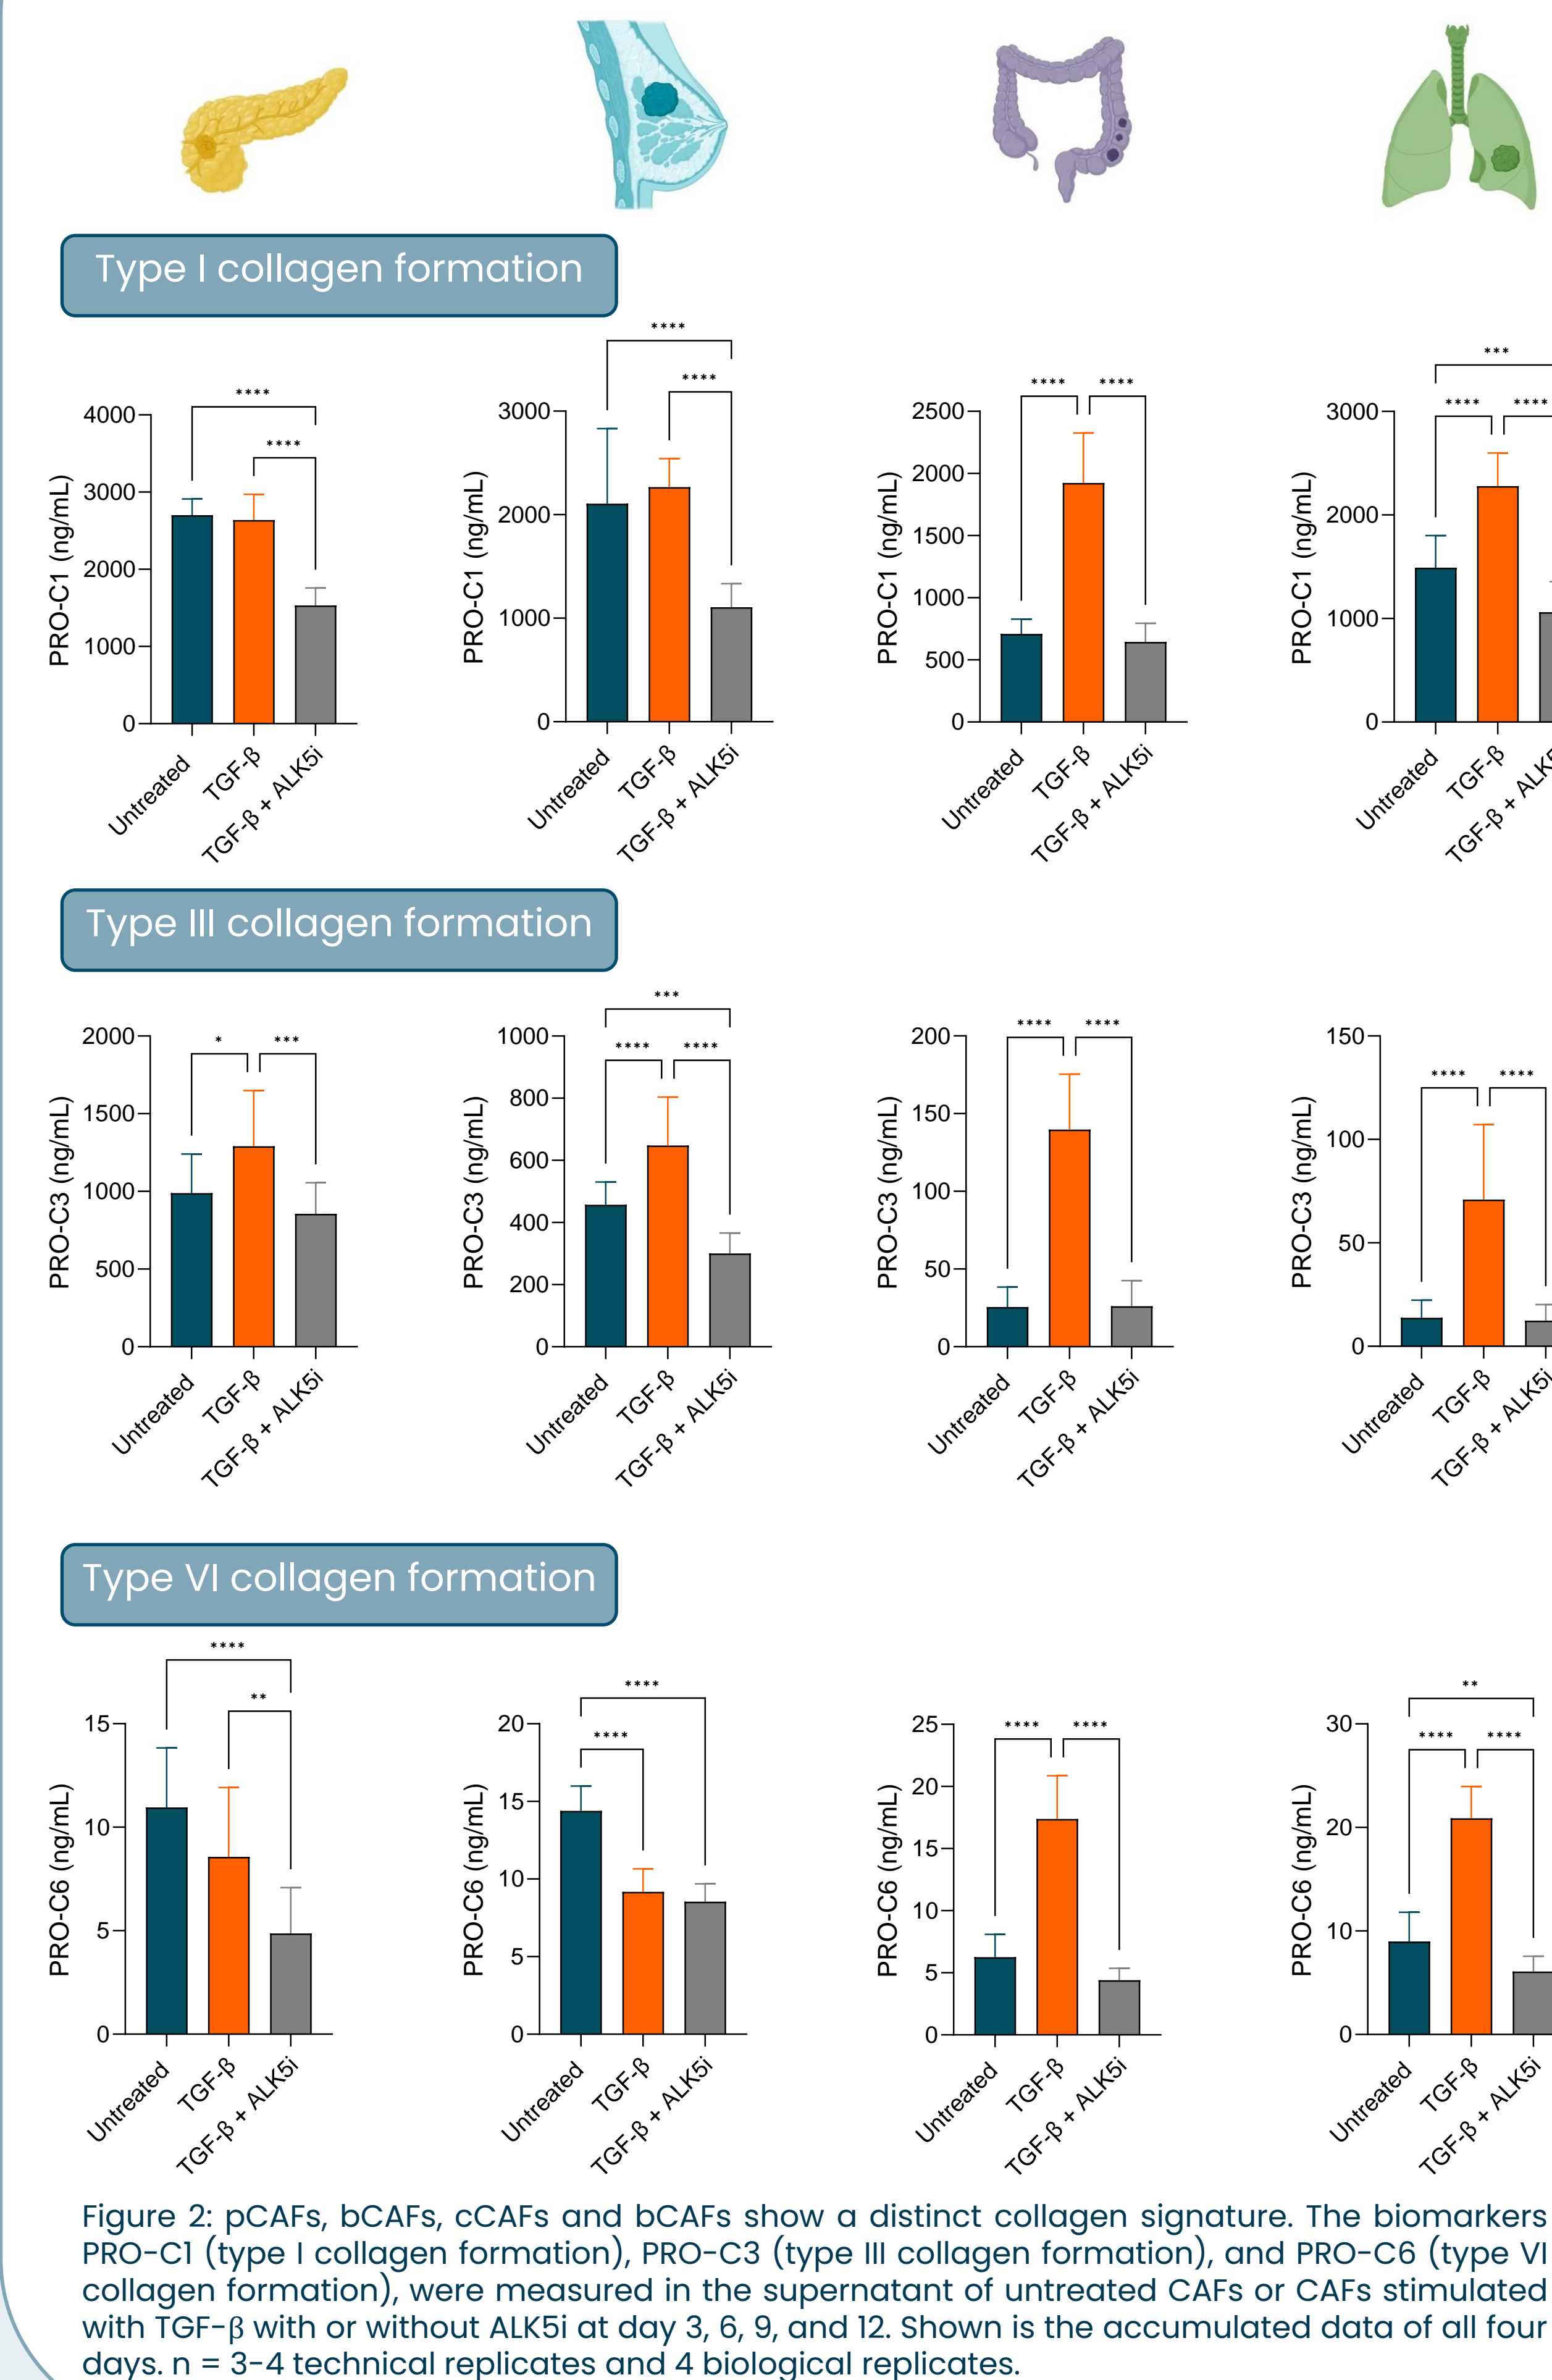 Type I collagen formation
****
****
PRO-C1 (ng/mL)
4000
3000
2000
1000
0
Untreated
TGF-β
TGF-β + ALK5i
****
****
PRO-C1 (ng/mL)
3000
2000
1000
0
Untreated
TGF-β
TGF-β + ALK5i
**** ****
PRO-C1 (ng/mL)
2500
2000
1500
1000
500
0
Untreated
TGF-β
TGF-β + ALK5i
***
**** ****
PRO-C1 (ng/mL)
3000
2000
1000
0
Untreated
TGF-β
TGF-β + ALK5
Type III collagen formation
* ***
PRO-C3 (ng/mL)
2000
1500
1000
500
0
Untreated
TGF-β
TGF-β + ALK5i
***
**** ****
PRO-C3 (ng/mL)
1000
800
600
400
200
0
Untreated
TGF-β
TGF-β + ALK5i
**** ****
PRO-C3 (ng/mL)
200
150
100
50
0
Untreated
TGF-β
TGF-β + ALK5i
**** ****
PRO-C3 (ng/mL)
150
100
50
0
Untreated
TGF-β
TGF-β + ALK5i
Type VI collagen formation
****
**
PRO-C6 (ng/mL)
15
10
5
0
Untreated
TGF-β
TGF-β + ALK5i
****
****
PRO-C6 (ng/mL)
20
15
10
5
0
Untreated
TGF-β
TGF-β + ALK5i
**** ****
PRO-C6 (ng/mL)
25
20
15
10
5
0
Untreated
TGF-β
TGF-β + ALK5i
**
**** ****
PRO-C6 (ng/mL)
30
20
10
0
Untreated
TGF-β
TGF-β + ALK5i
Figure 2: pCAFs, bCAFs, cCAFs and bCAFs show a distinct collagen signature. The biomarkers
PRO-C1 (type I collagen formation), PRO-C3 (type III collagen formation), and PRO-C6 (type VI
collagen formation), were measured in the supernatant of untreated CAFs or CAFs stimulated
with TGF-β with or without ALK5i at day 3, 6, 9, and 12. Shown is the accumulated data of all four
days. n = 3-4 technical replicates and 4 biological replicates.